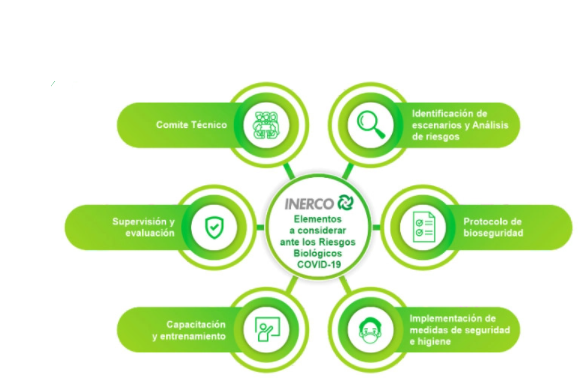 Comite Técnico
Identificación de
escenarios y Análisis
de riesgos
INERCO
Elementos
a considerar
ante los Riesgos
Biológicos
COVID-19
Supervisión y
evaluación
Protocolo de
bioseguridad
Capacitación
y entrenamiento
Implementación de
medidas de seguridad
e higiene